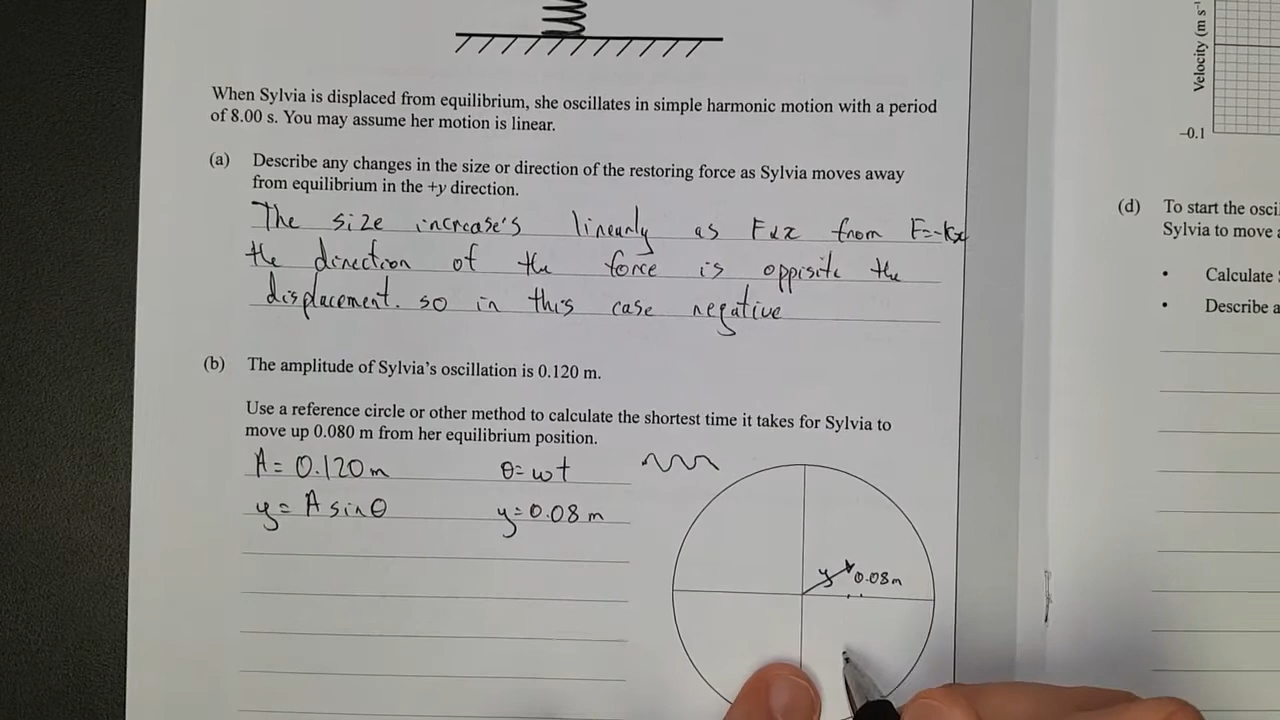 When Sylvia is displaced from equilibrium, she oscillates in simple harmonic motion with a period
of 8.00 s. You may assume her motion is linear.
(a) Describe any changes in the size or direction of the restoring force as Sylvia moves away
from equilibrium in the +y direction.
The size increase's linearly as F∝x from F=-kx
the direction of the force is oppisite the
displacement. so in this case negative
(b) The amplitude of Sylvia's oscillation is 0.120 m.
Use a reference circle or other method to calculate the shortest time it takes for Sylvia to
move up 0.080 m from her equilibrium position.
A = 0.120 m θ=ωt
y = A sinθ y=0.08 m
y 0.08m
Velocity (m s⁻¹
−0.1
(d) To start the osci
Sylvia to move
• Calculate
• Describe a